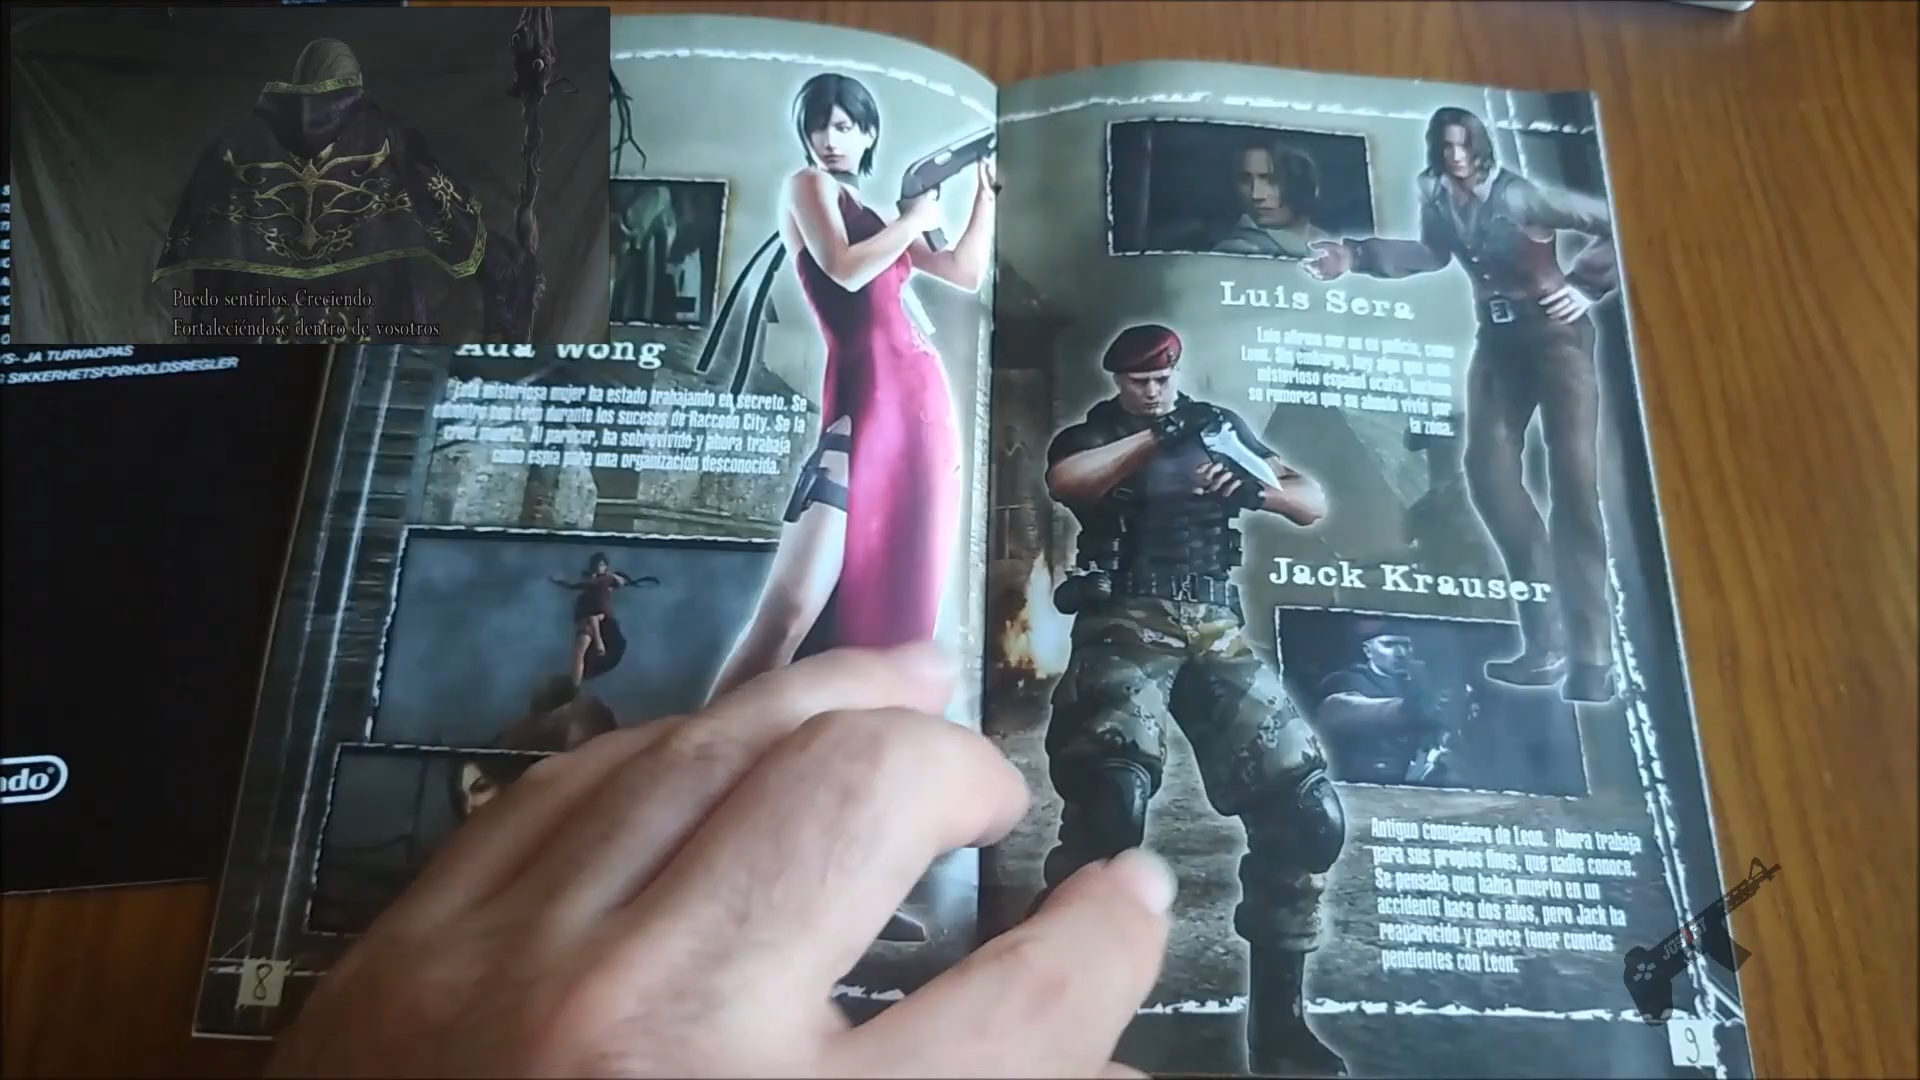 Puedo sentirlos. Creciendo.
Fortaleciéndose dentro de vosotros.
YS- JA TURVAOPAS
SIKKERHETSFORHOLDSREGLER
ndo
Ada Wong
Esta misteriosa mujer ha estado trabajando en secreto. Se
encontró con Leon durante los sucesos de Raccoon City. Se la
creyó muerta. Al parecer, ha sobrevivido y ahora trabaja
como espía para una organización desconocida.
8
Luis Sera
Luis afirma ser un ex policía, como
Leon. Sin embargo, hay algo que este
misterioso español oculta. Incluso
se rumorea que su abuelo vivió por
la zona.
Jack Krauser
Antiguo compañero de Leon. Ahora trabaja
para sus propios fines, que nadie conoce.
Se pensaba que había muerto en un
accidente hace dos años, pero Jack ha
reaparecido y parece tener cuentas
pendientes con Leon.
9